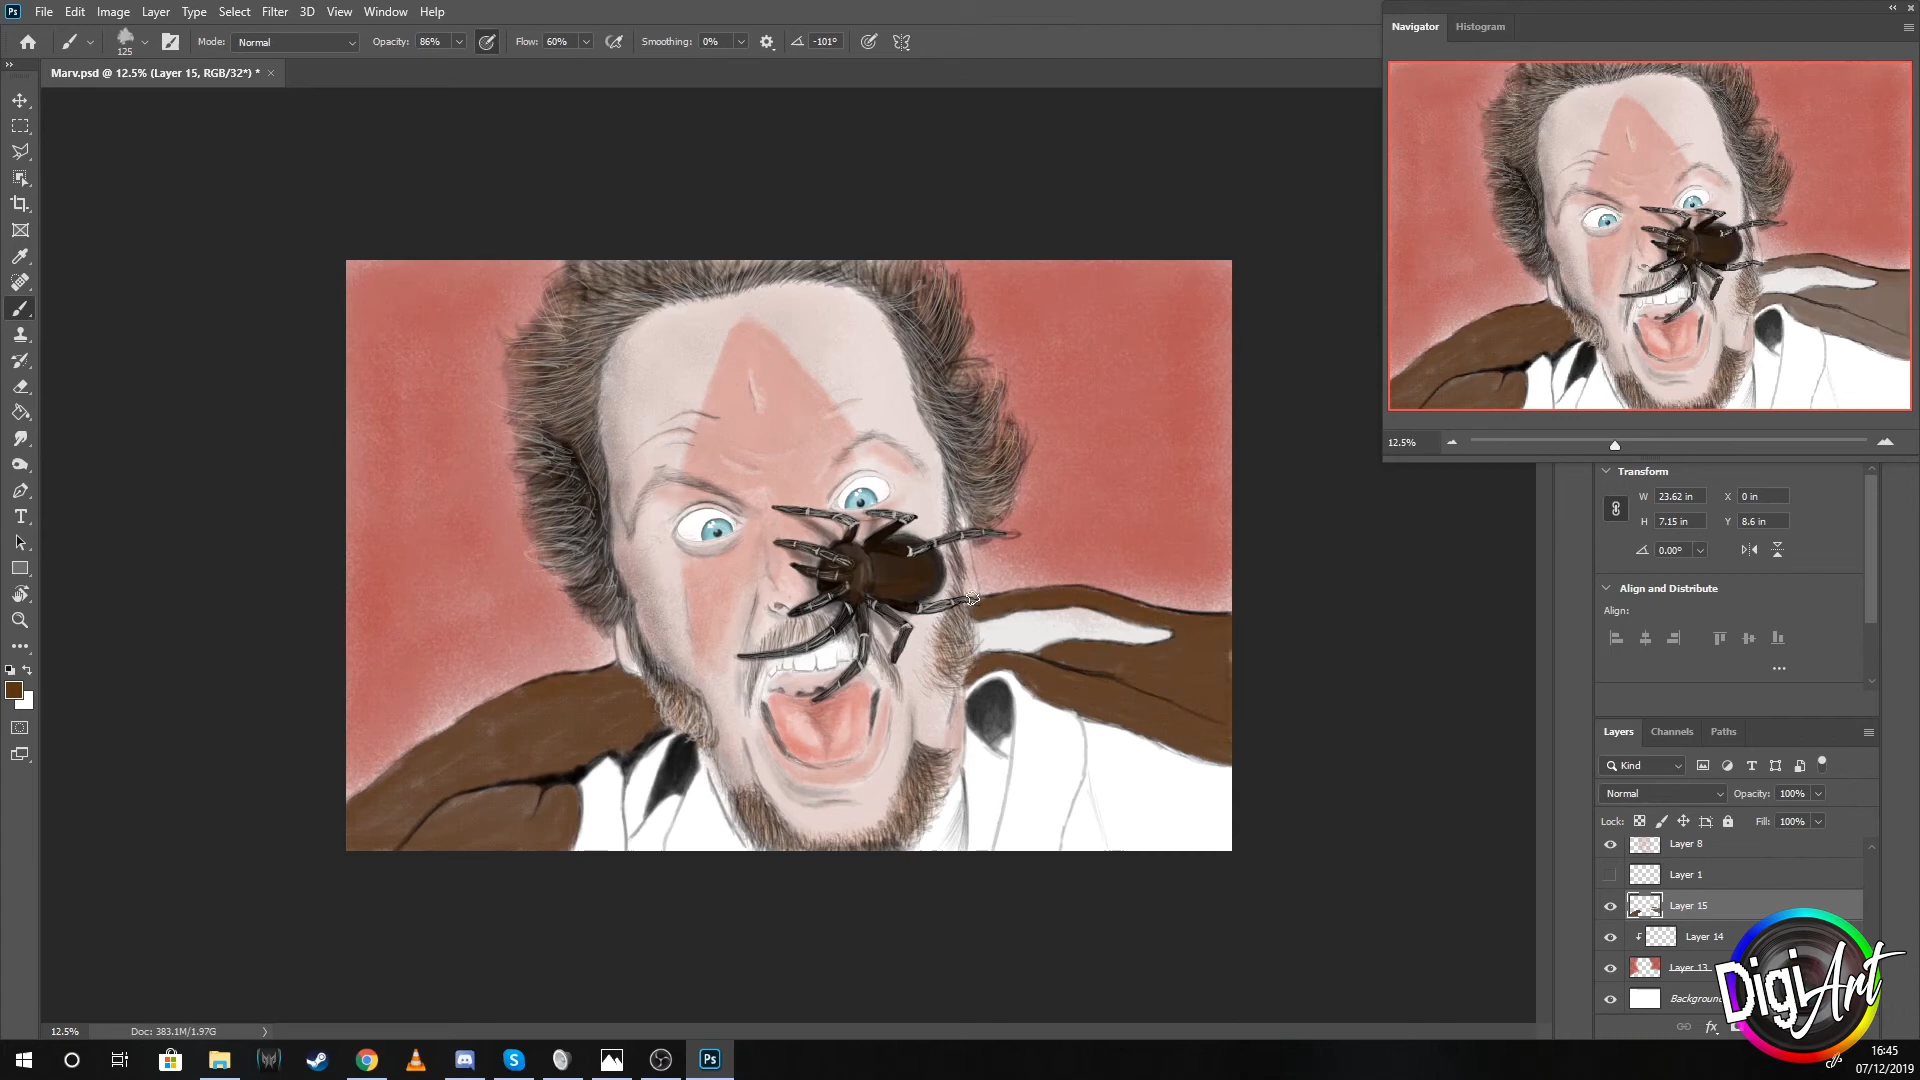 Ps File Edit Image Layer Type Select Filter 3D View Window Help
125 Mode: Normal Opacity: 86% Flow: 60% Smoothing: 0% -101°
Marv.psd @ 12.5% (Layer 15, RGB/32*) *
Navigator Histogram
12.5%
Transform
W 23.62 in X 0 in
H 7.15 in Y 8.6 in
0.00°
Align and Distribute
Align:
Layers Channels Paths
Kind
Normal Opacity: 100%
Lock: Fill: 100%
Layer 8
Layer 1
Layer 15
Layer 14
Layer 13
Background
fx
DigiArt
12.5% Doc: 383.1M/1.97G
Ps
16:45
07/12/2019